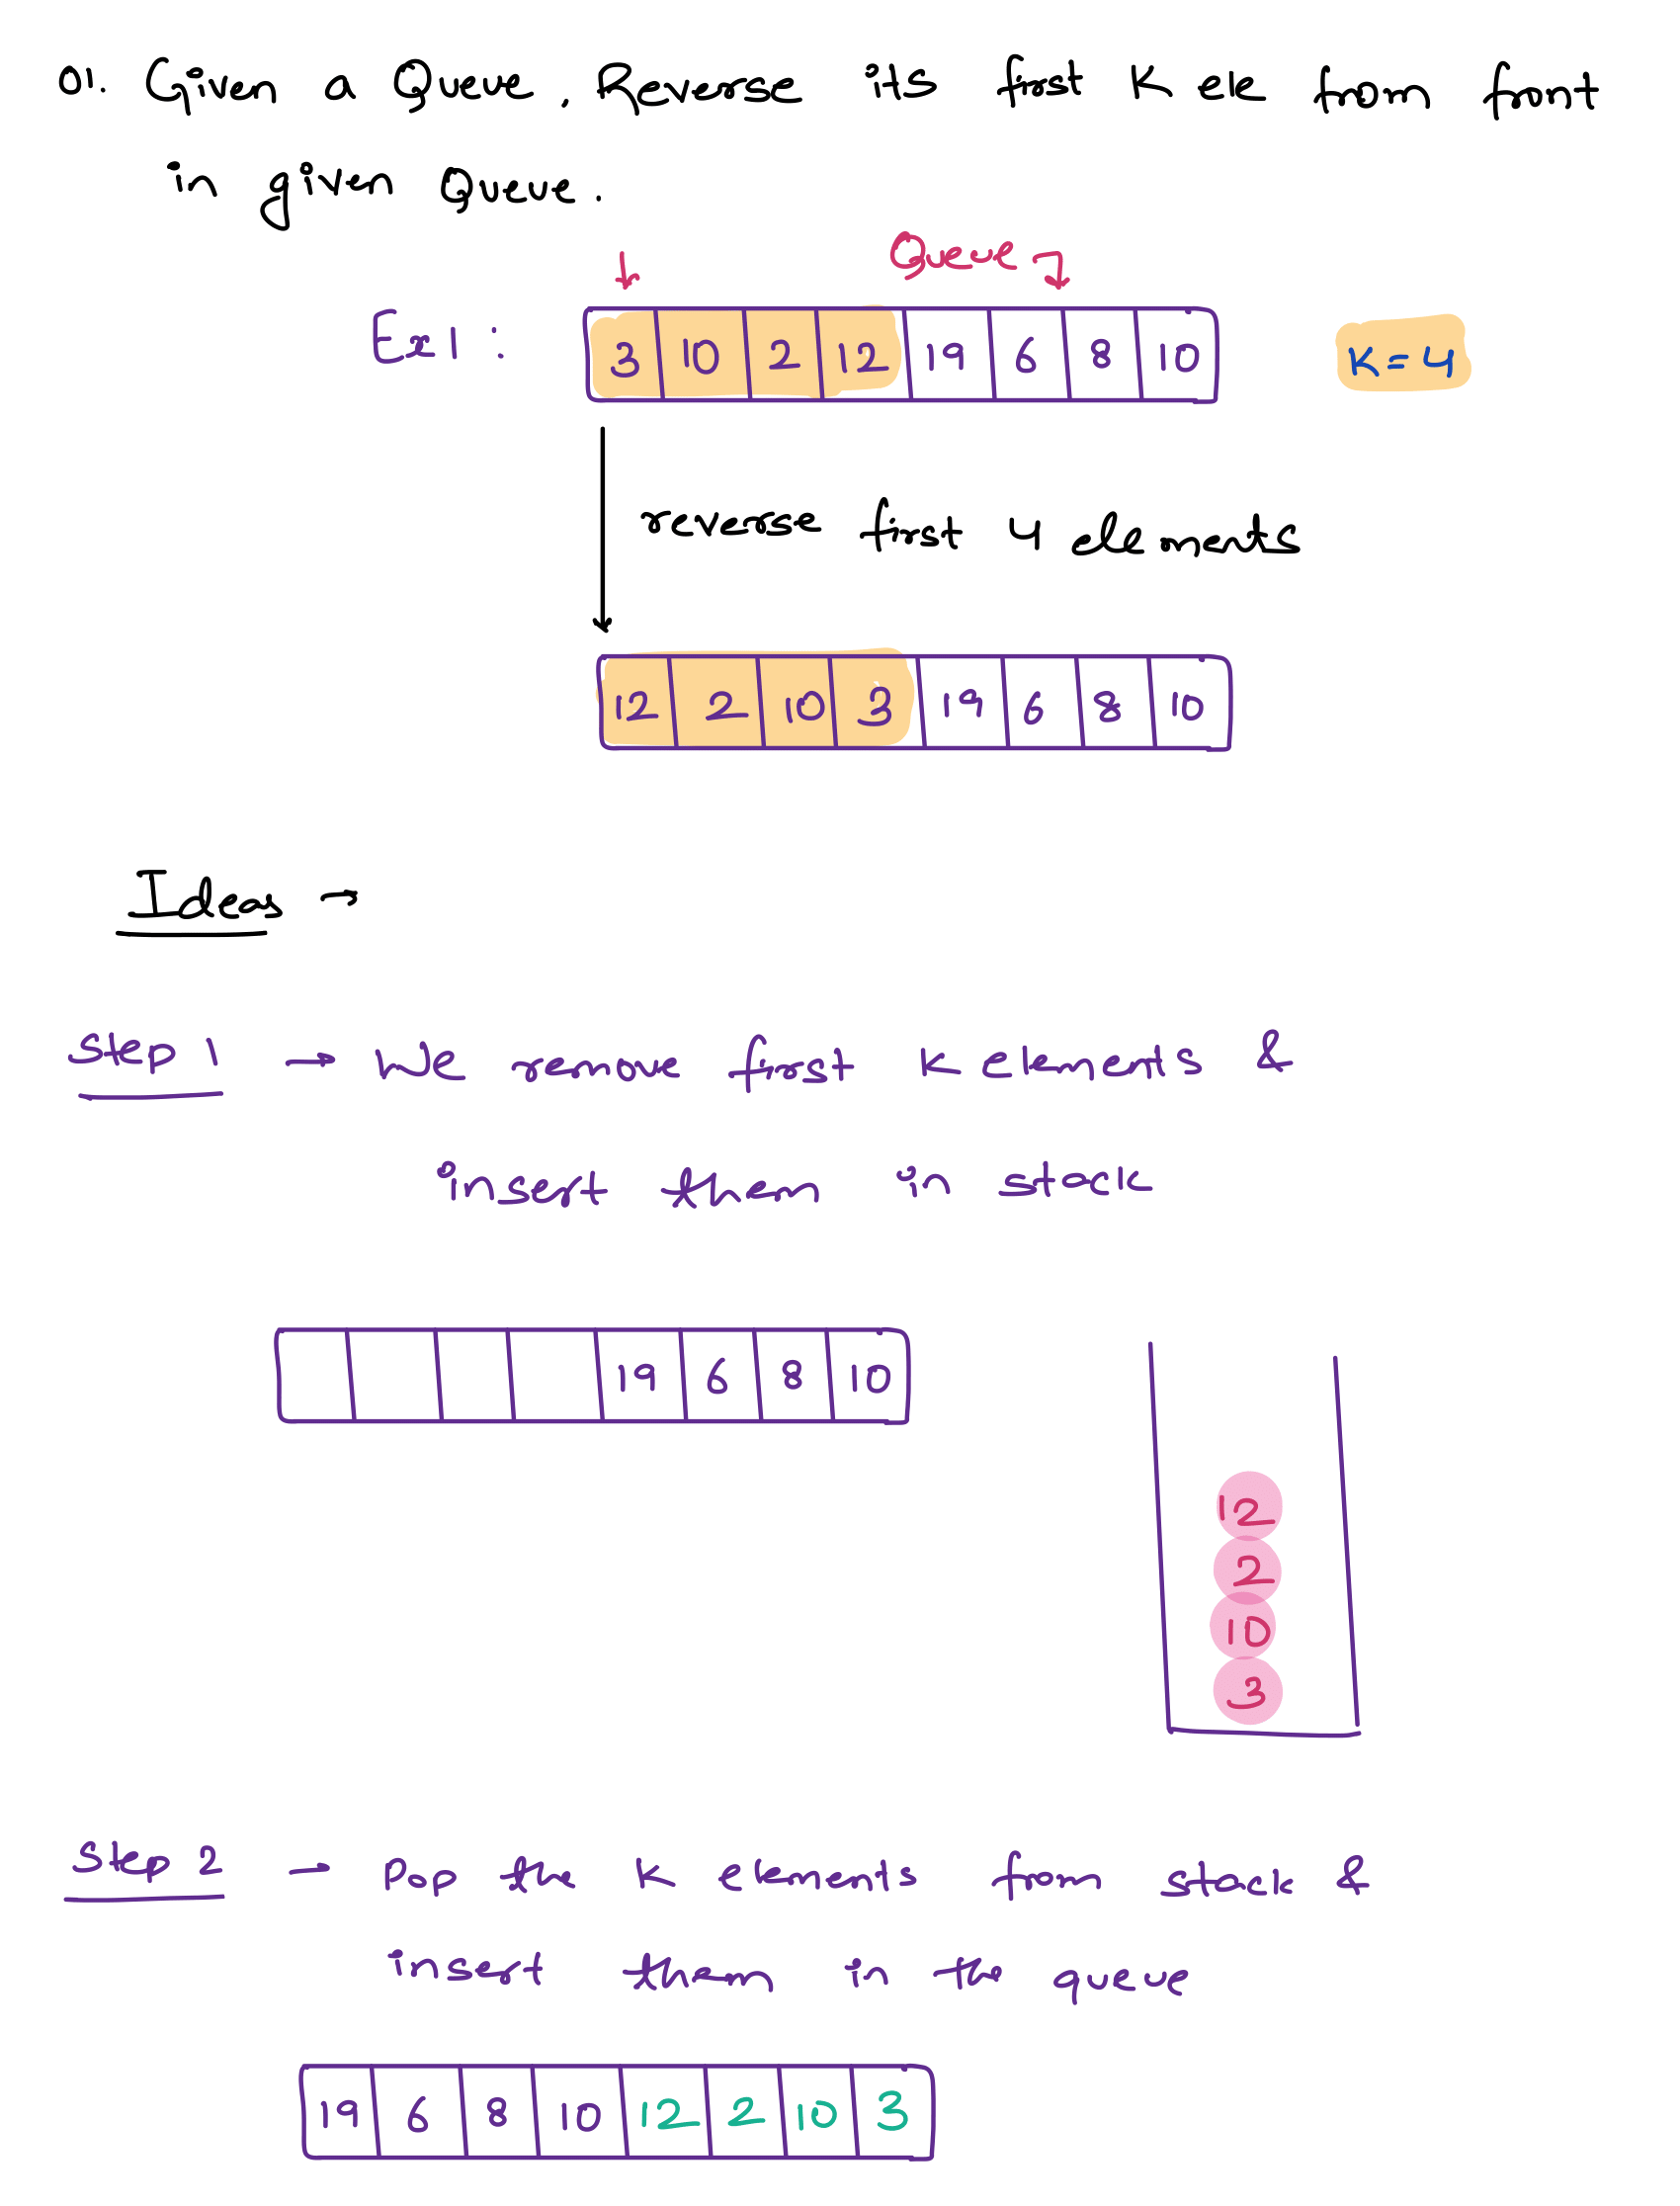 01. Given a Queue, Reverse its first K ele from front
in given Queue.
Queue
Ex1 :
3 10 2 12 19 6 8 10
K = 4
reverse first 4 elements
12 2 10 3 19 6 8 10
Ideas →
Step 1 → We remove first K elements &
insert them in stack
19 6 8 10
12
2
10
3
Step 2 → Pop the K elements from stack &
insert them in the queue
19 6 8 10 12 2 10 3